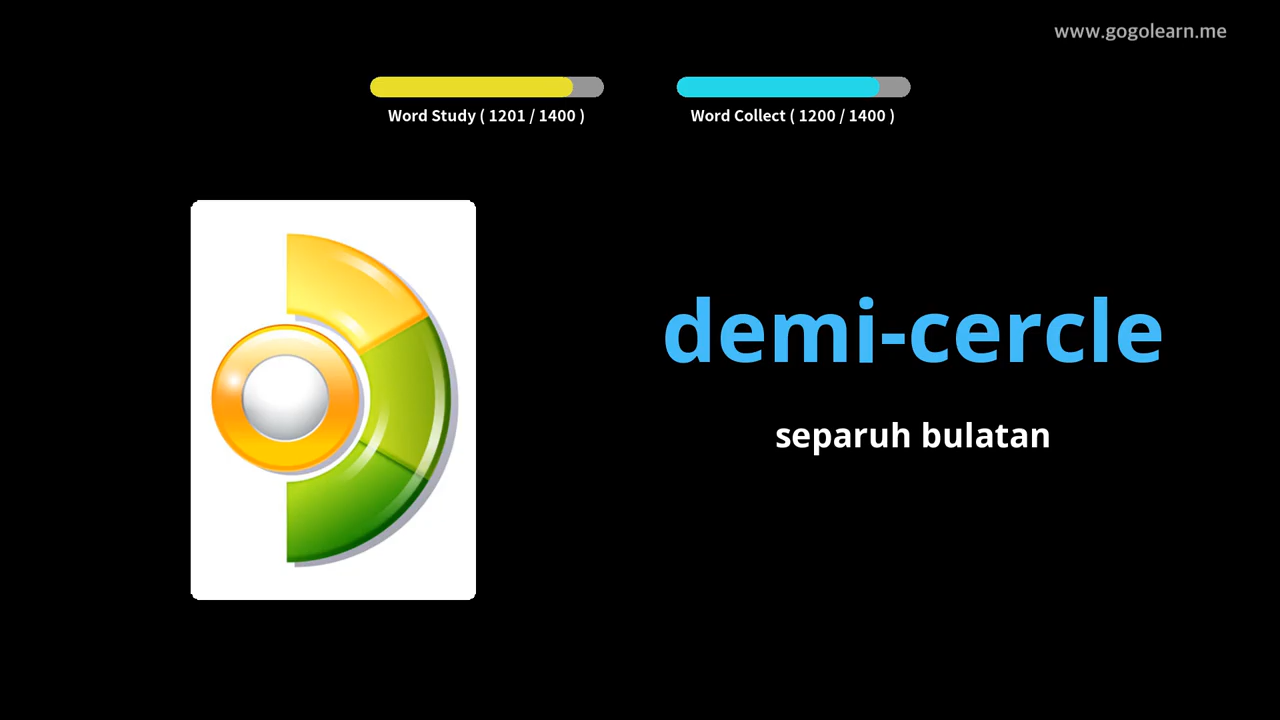 www.gogolearn.me
Word Study ( 1201 / 1400 )
Word Collect ( 1200 / 1400 )
demi-cercle
separuh bulatan